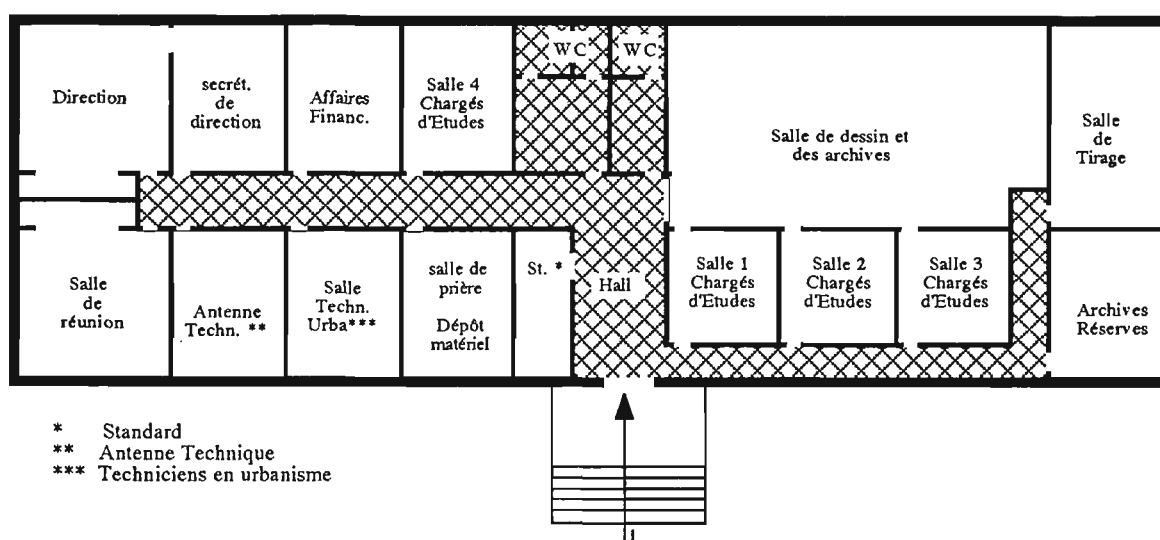 Direction
secrét.
de
direction
Affaires
Financ.
Salle 4
Chargés
d'Etudes
WC
WC
Salle de dessin et
des archives
Salle
de
Tirage
Salle
de
réunion
Antenne
Techn. **
Salle
Techn.
Urba***
salle de
prière
Dépôt
matériel
St. *
Hall
Salle 1
Chargés
d'Etudes
Salle 2
Chargés
d'Etudes
Salle 3
Chargés
d'Etudes
Archives
Réserves
* Standard
** Antenne Technique
*** Techniciens en urbanisme